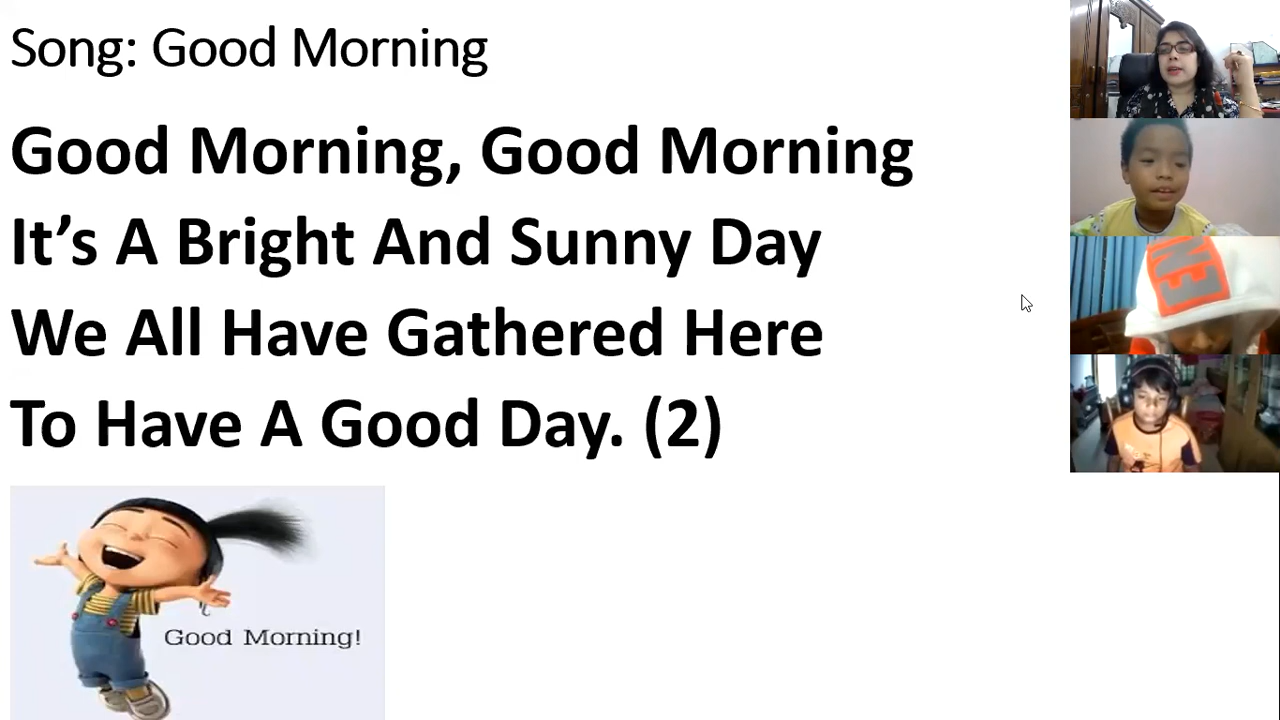 Song: Good Morning
Good Morning, Good Morning
It’s A Bright And Sunny Day
We All Have Gathered Here
To Have A Good Day. (2)
Good Morning!